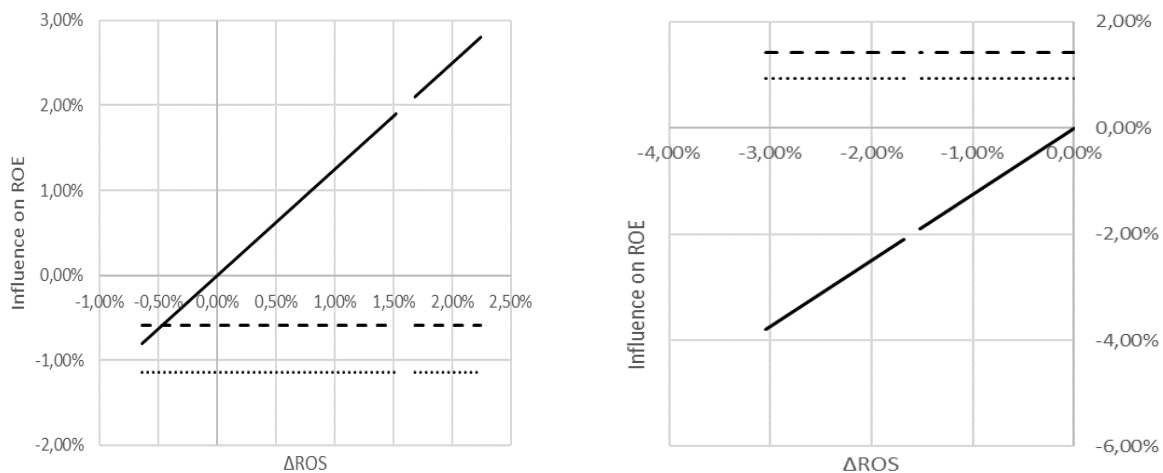 3,00%
2,00%
1,00%
0,00%
-1,00% -0,50% 0,00% 0,50% 1,00% 1,50% 2,00% 2,50%
-1,00%
-2,00%
Influence on ROE
ΔROS
2,00%
0,00%
-4,00% -3,00% -2,00% -1,00% 0,00%
-2,00%
-4,00%
-6,00%
Influence on ROE
ΔROS